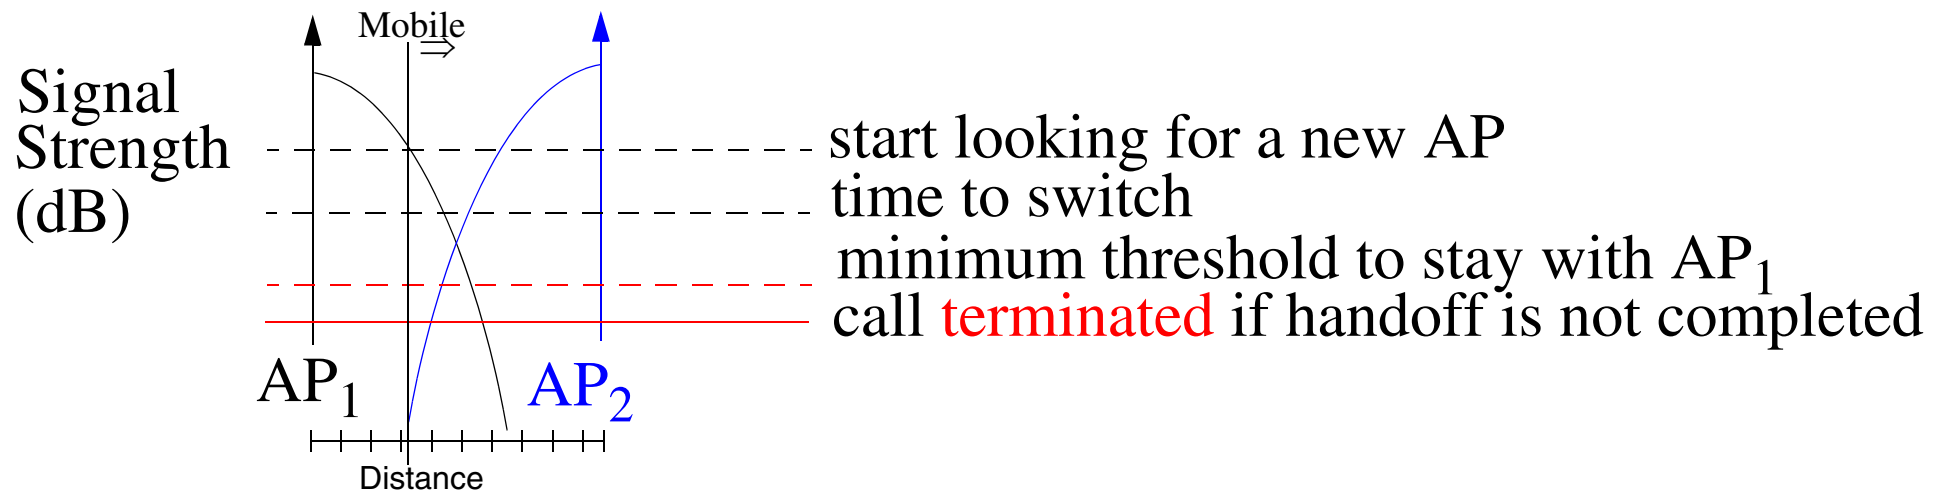 Mobile
⇒
Signal
Strength
(dB)
start looking for a new AP
time to switch
minimum threshold to stay with AP1
call terminated if handoff is not completed
AP1
AP2
Distance